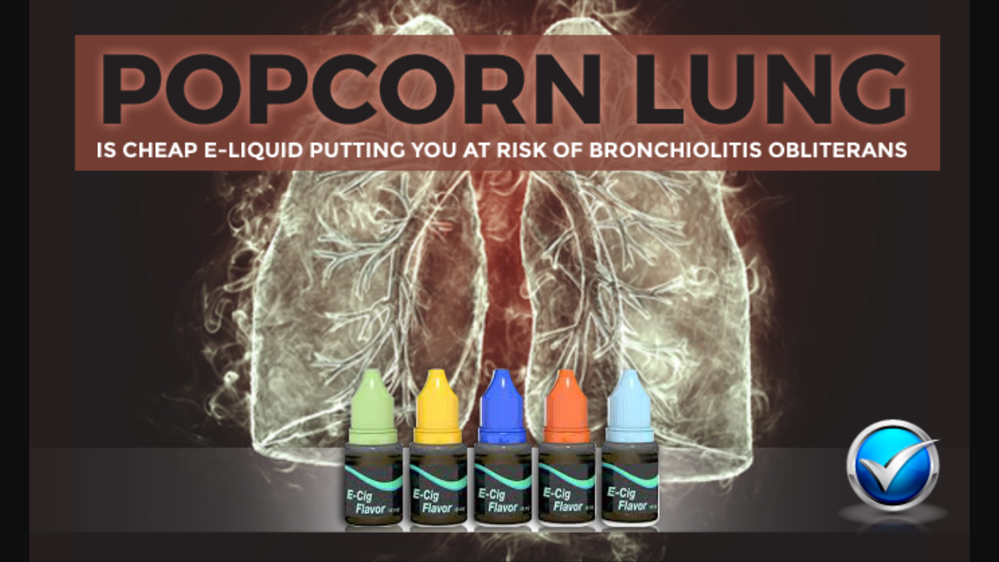 POPCORN LUNG
IS CHEAP E-LIQUID PUTTING YOU AT RISK OF BRONCHIOLITIS OBLITERANS
E-Cig E-Cig E-Cig E-Cig E-Cig
Flavor Flavor Flavor Flavor Flavor